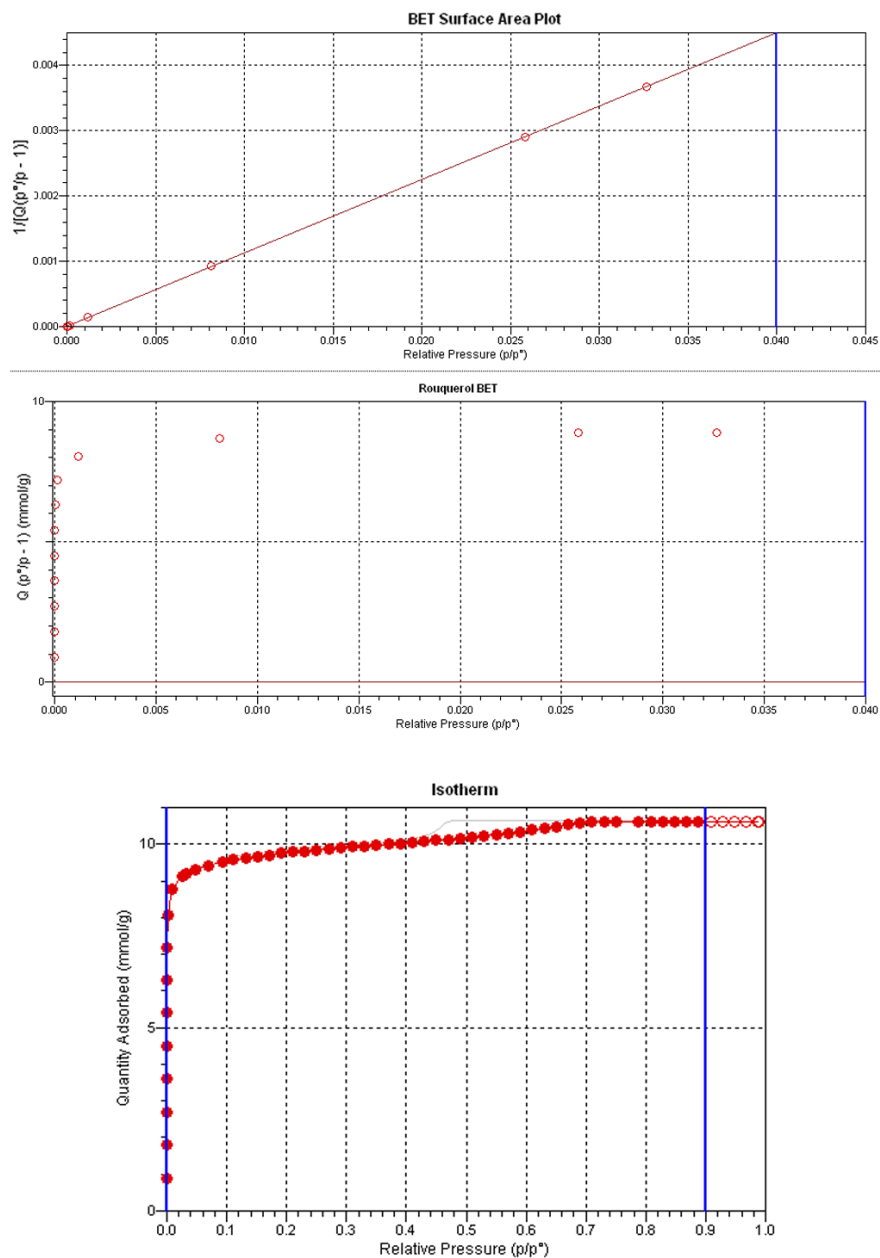 BET Surface Area Plot
1/[Q(p°/p - 1)]
0.004
0.003
0.002
0.001
0.000
0.000 0.005 0.010 0.015 0.020 0.025 0.030 0.035 0.040 0.045
Relative Pressure (p/p°)
Rouquerol BET
Q (p°/p - 1) (mmol/g)
10
0
0.000 0.005 0.010 0.015 0.020 0.025 0.030 0.035 0.040
Relative Pressure (p/p°)
Isotherm
Quantity Adsorbed (mmol/g)
10
5
0
0.0 0.1 0.2 0.3 0.4 0.5 0.6 0.7 0.8 0.9 1.0
Relative Pressure (p/p°)